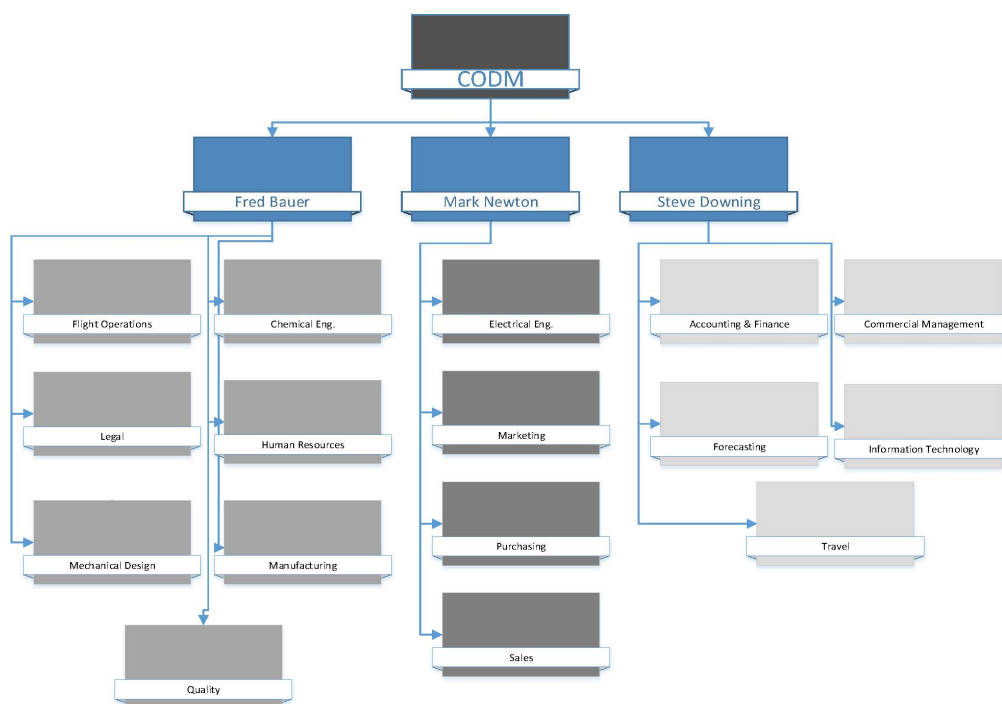 CODM
Fred Bauer
Mark Newton
Steve Downing
Flight Operations
Chemical Eng.
Electrical Eng.
Accounting & Finance
Commercial Management
Legal
Human Resources
Marketing
Forecasting
Information Technology
Mechanical Design
Manufacturing
Purchasing
Travel
Quality
Sales